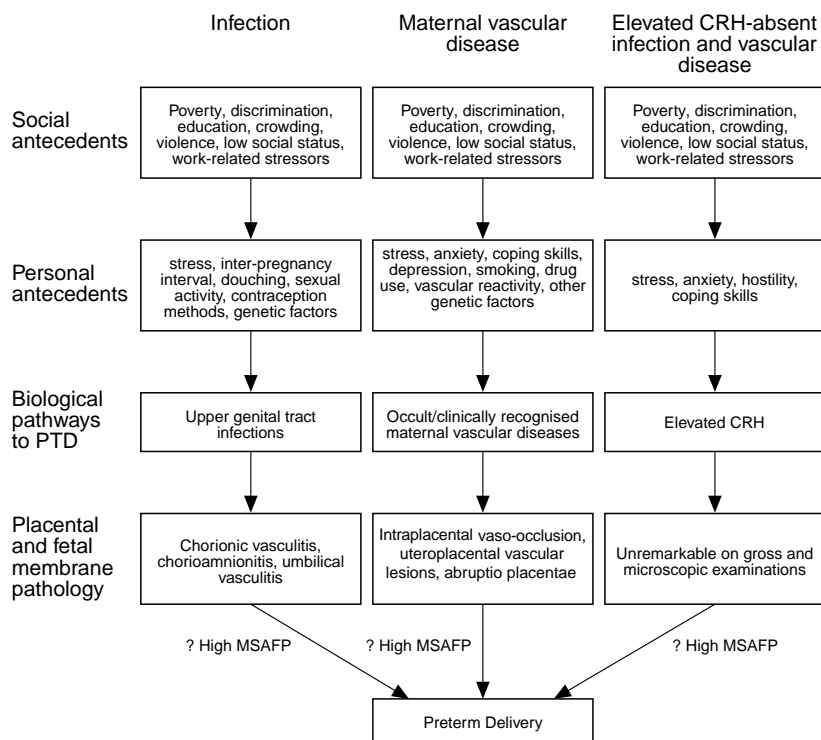 Infection
Maternal vascular
disease
Elevated CRH-absent
infection and vascular
disease
Social
antecedents
Poverty, discrimination,
education, crowding,
violence, low social status,
work-related stressors
Poverty, discrimination,
education, crowding,
violence, low social status,
work-related stressors
Poverty, discrimination,
education, crowding,
violence, low social status,
work-related stressors
Personal
antecedents
stress, inter-pregnancy
interval, douching, sexual
activity, contraception
methods, genetic factors
stress, anxiety, coping skills,
depression, smoking, drug
use, vascular reactivity, other
genetic factors
stress, anxiety, hostility,
coping skills
Biological
pathways
to PTD
Upper genital tract
infections
Occult/clinically recognised
maternal vascular diseases
Elevated CRH
Placental
and fetal
membrane
pathology
Chorionic vasculitis,
chorioamnionitis, umbilical
vasculitis
Intraplacental vaso-occlusion,
uteroplacental vascular
lesions, abruptio placentae
Unremarkable on gross and
microscopic examinations
? High MSAFP
? High MSAFP
? High MSAFP
Preterm Delivery